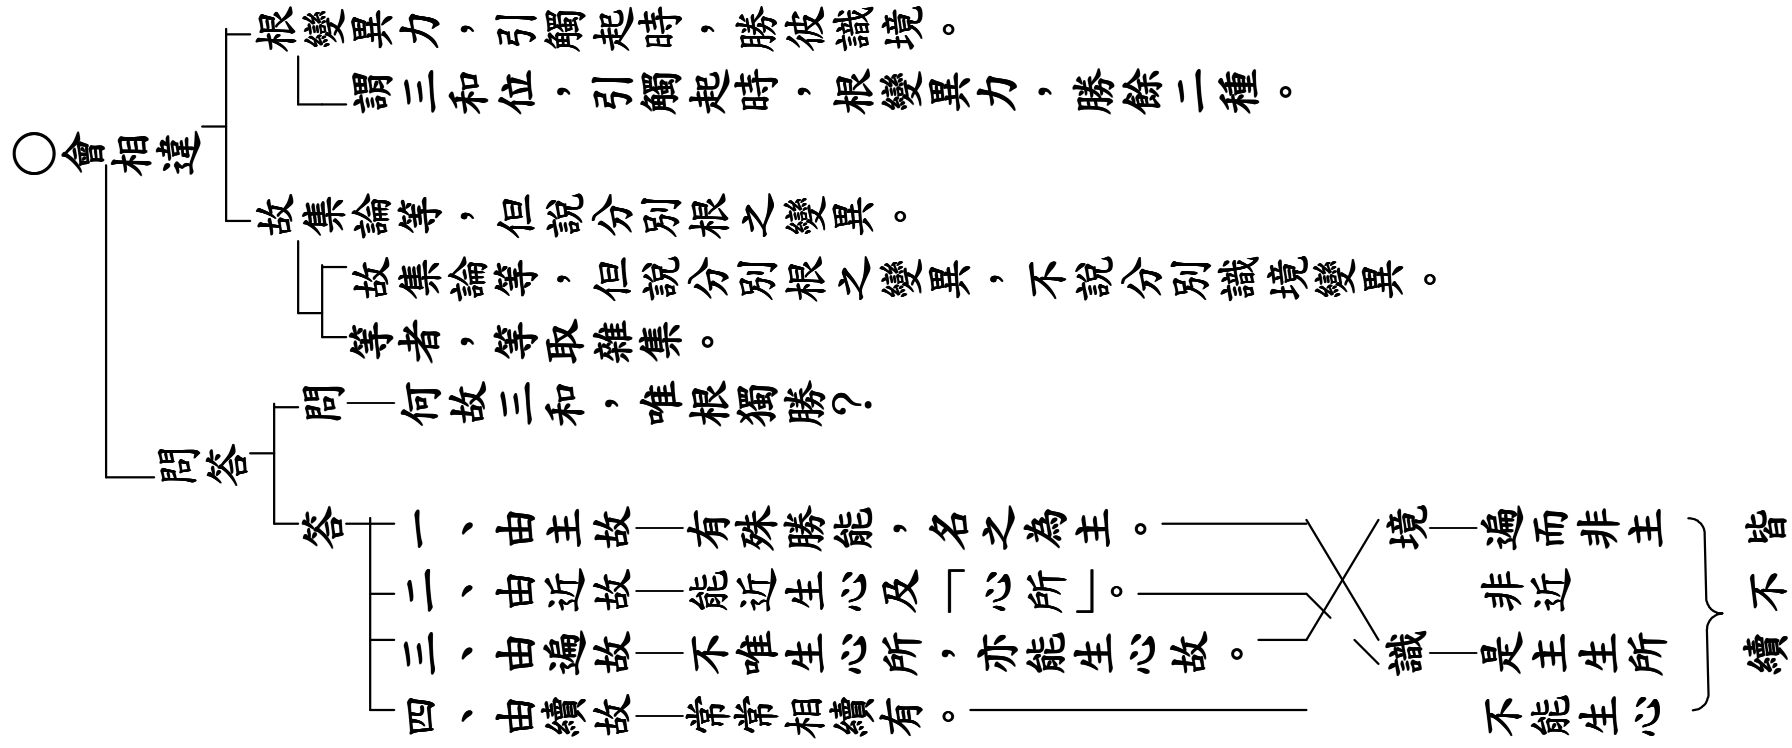 ○會相違
根變異力，引觸起時，勝彼識境。
謂三和位，引觸起時，根變異力，勝餘二種。
故集論等，但說分別根之變異。
故集論等，但說分別根之變異，不說分別識境變異。
等者，等取雜集。
問答
問
何故三和，唯根獨勝？
答
一、由主故
有殊勝能，名之為主。
二、由近故
能近生心及「心所」。
三、由遍故
不唯生心所，亦能生心故。
四、由續故
常常相續有。
境
遍而非主
非近
識
是主生所
不能生心
皆不續